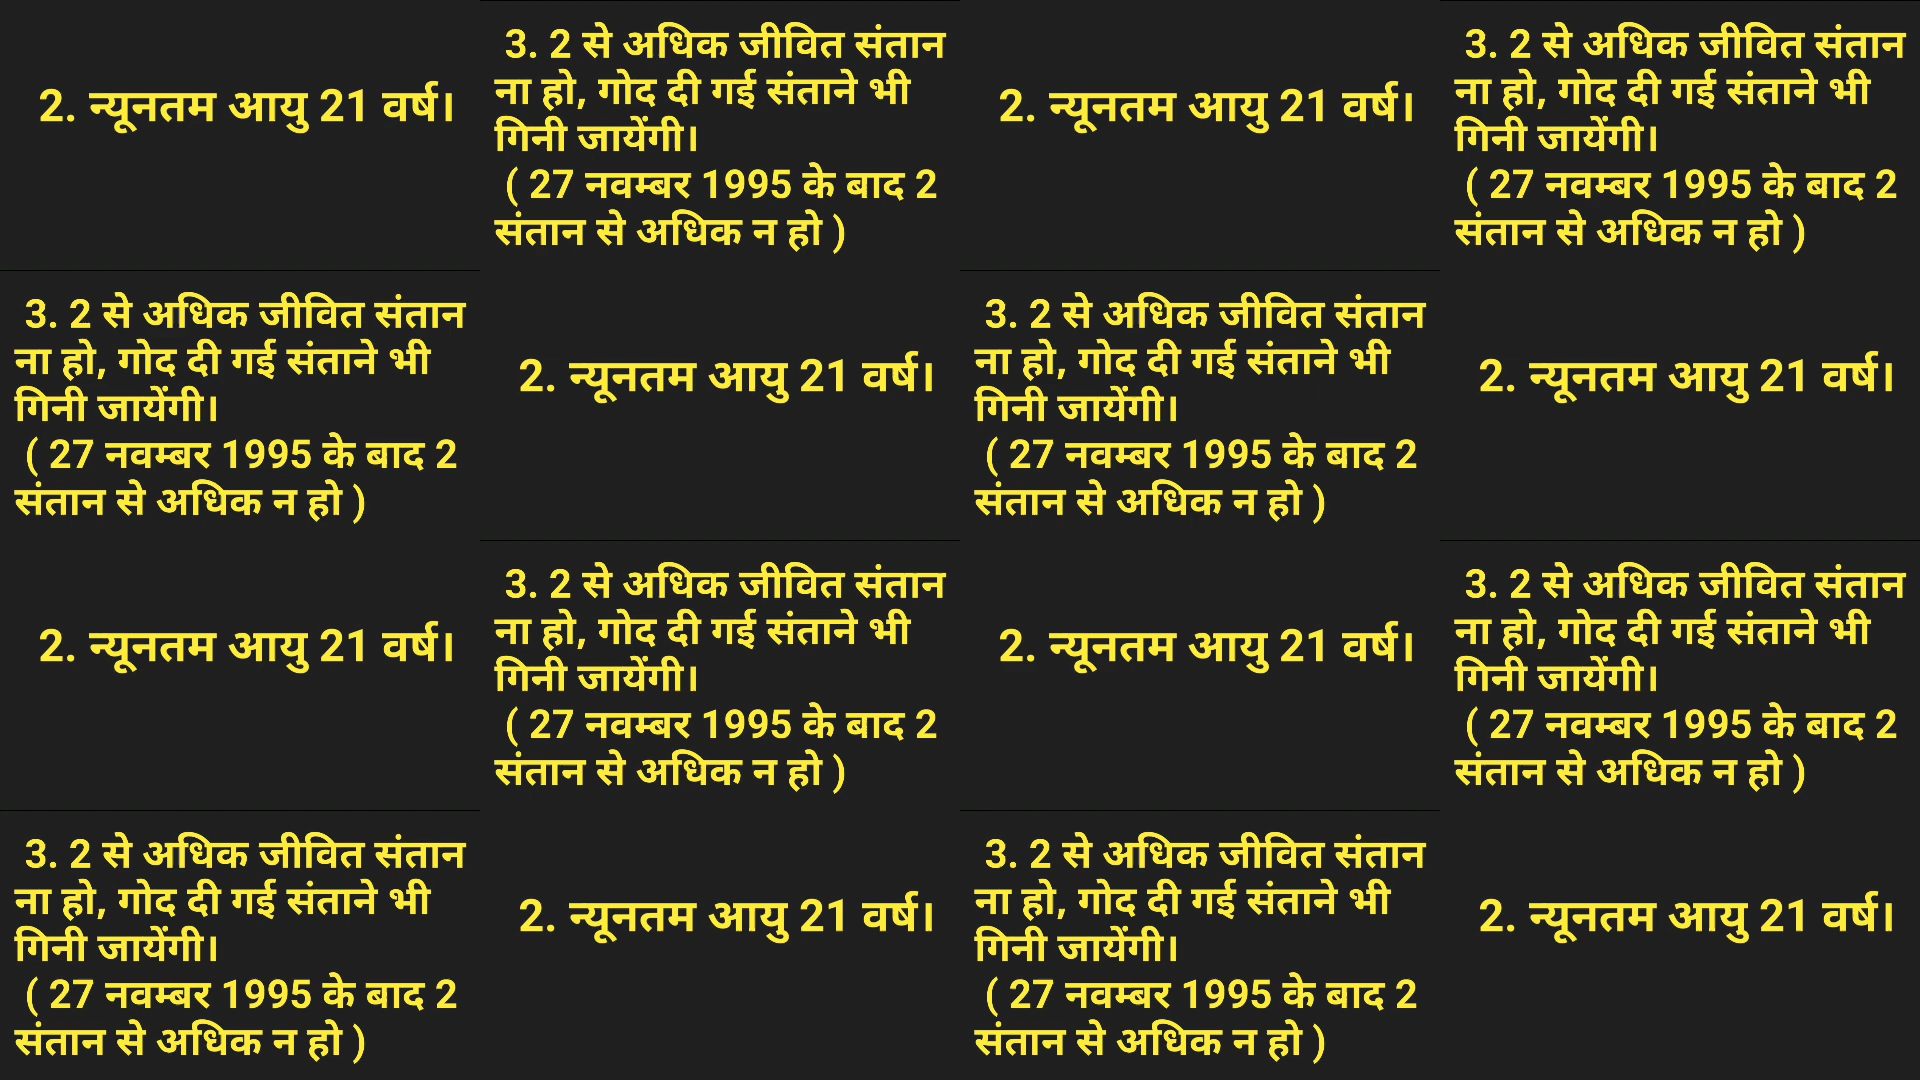 2. न्यूनतम आयु 21 वर्ष।
3. 2 से अधिक जीवित संतान
ना हो, गोद दी गई संताने भी
गिनी जायेंगी।
( 27 नवम्बर 1995 के बाद 2
संतान से अधिक न हो )
2. न्यूनतम आयु 21 वर्ष।
3. 2 से अधिक जीवित संतान
ना हो, गोद दी गई संताने भी
गिनी जायेंगी।
( 27 नवम्बर 1995 के बाद 2
संतान से अधिक न हो )
3. 2 से अधिक जीवित संतान
ना हो, गोद दी गई संताने भी
गिनी जायेंगी।
( 27 नवम्बर 1995 के बाद 2
संतान से अधिक न हो )
2. न्यूनतम आयु 21 वर्ष।
3. 2 से अधिक जीवित संतान
ना हो, गोद दी गई संताने भी
गिनी जायेंगी।
( 27 नवम्बर 1995 के बाद 2
संतान से अधिक न हो )
2. न्यूनतम आयु 21 वर्ष।
2. न्यूनतम आयु 21 वर्ष।
3. 2 से अधिक जीवित संतान
ना हो, गोद दी गई संताने भी
गिनी जायेंगी।
( 27 नवम्बर 1995 के बाद 2
संतान से अधिक न हो )
2. न्यूनतम आयु 21 वर्ष।
3. 2 से अधिक जीवित संतान
ना हो, गोद दी गई संताने भी
गिनी जायेंगी।
( 27 नवम्बर 1995 के बाद 2
संतान से अधिक न हो )
3. 2 से अधिक जीवित संतान
ना हो, गोद दी गई संताने भी
गिनी जायेंगी।
( 27 नवम्बर 1995 के बाद 2
संतान से अधिक न हो )
2. न्यूनतम आयु 21 वर्ष।
3. 2 से अधिक जीवित संतान
ना हो, गोद दी गई संताने भी
गिनी जायेंगी।
( 27 नवम्बर 1995 के बाद 2
संतान से अधिक न हो )
2. न्यूनतम आयु 21 वर्ष।